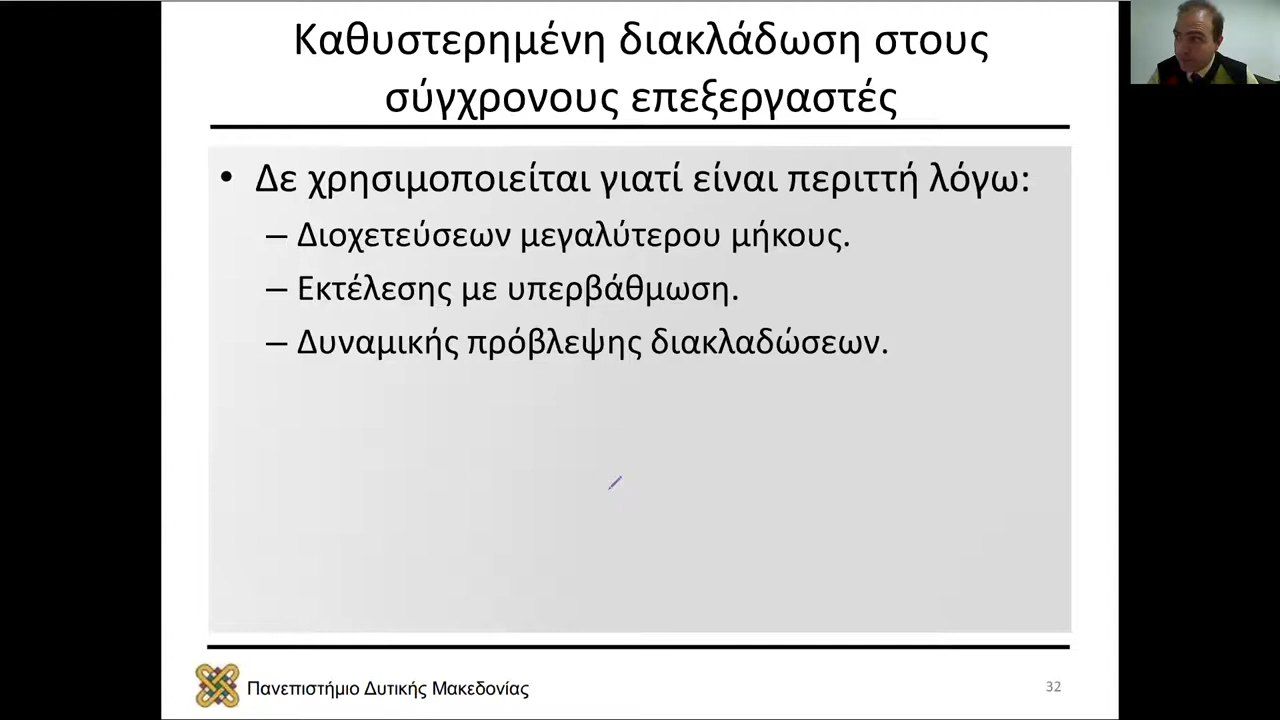 Καθυστερημένη διακλάδωση στους
σύγχρονους επεξεργαστές
• Δε χρησιμοποιείται γιατί είναι περιττή λόγω:
– Διοχετεύσεων μεγαλύτερου μήκους.
– Εκτέλεσης με υπερβάθμωση.
– Δυναμικής πρόβλεψης διακλαδώσεων.
Πανεπιστήμιο Δυτικής Μακεδονίας
32